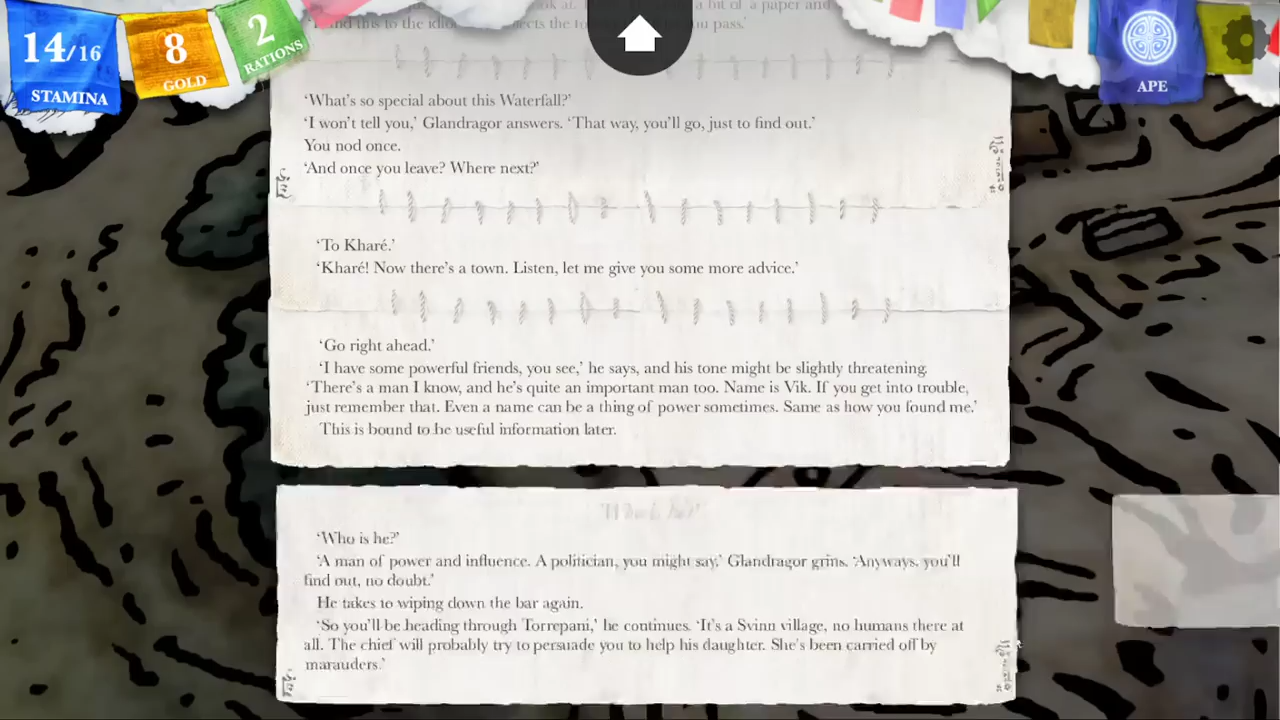 14/16
STAMINA
8
GOLD
2
RATIONS
APE
a bit of a paper and
this to the pass.’
‘What’s so special about this Waterfall?’
‘I won’t tell you,’ Glandragor answers. ‘That way, you’ll go, just to find out.’
You nod once.
‘And once you leave? Where next?’
‘To Kharé.’
‘Kharé! Now there’s a town. Listen, let me give you some more advice.’
‘Go right ahead.’
‘I have some powerful friends, you see,’ he says, and his tone might be slightly threatening.
‘There’s a man I know, and he’s quite an important man too. Name is Vik. If you get into trouble,
just remember that. Even a name can be a thing of power sometimes. Same as how you found me.’
This is bound to be useful information later.
‘Who is he?’
‘A man of power and influence. A politician, you might say.’ Glandragor grins. ‘Anyways, you’ll
find out, no doubt.’
He takes to wiping down the bar again.
‘So you’ll be heading through Torrepani,’ he continues. ‘It’s a Svinn village, no humans there at
all. The chief will probably try to persuade you to help his daughter. She’s been carried off by
marauders.’